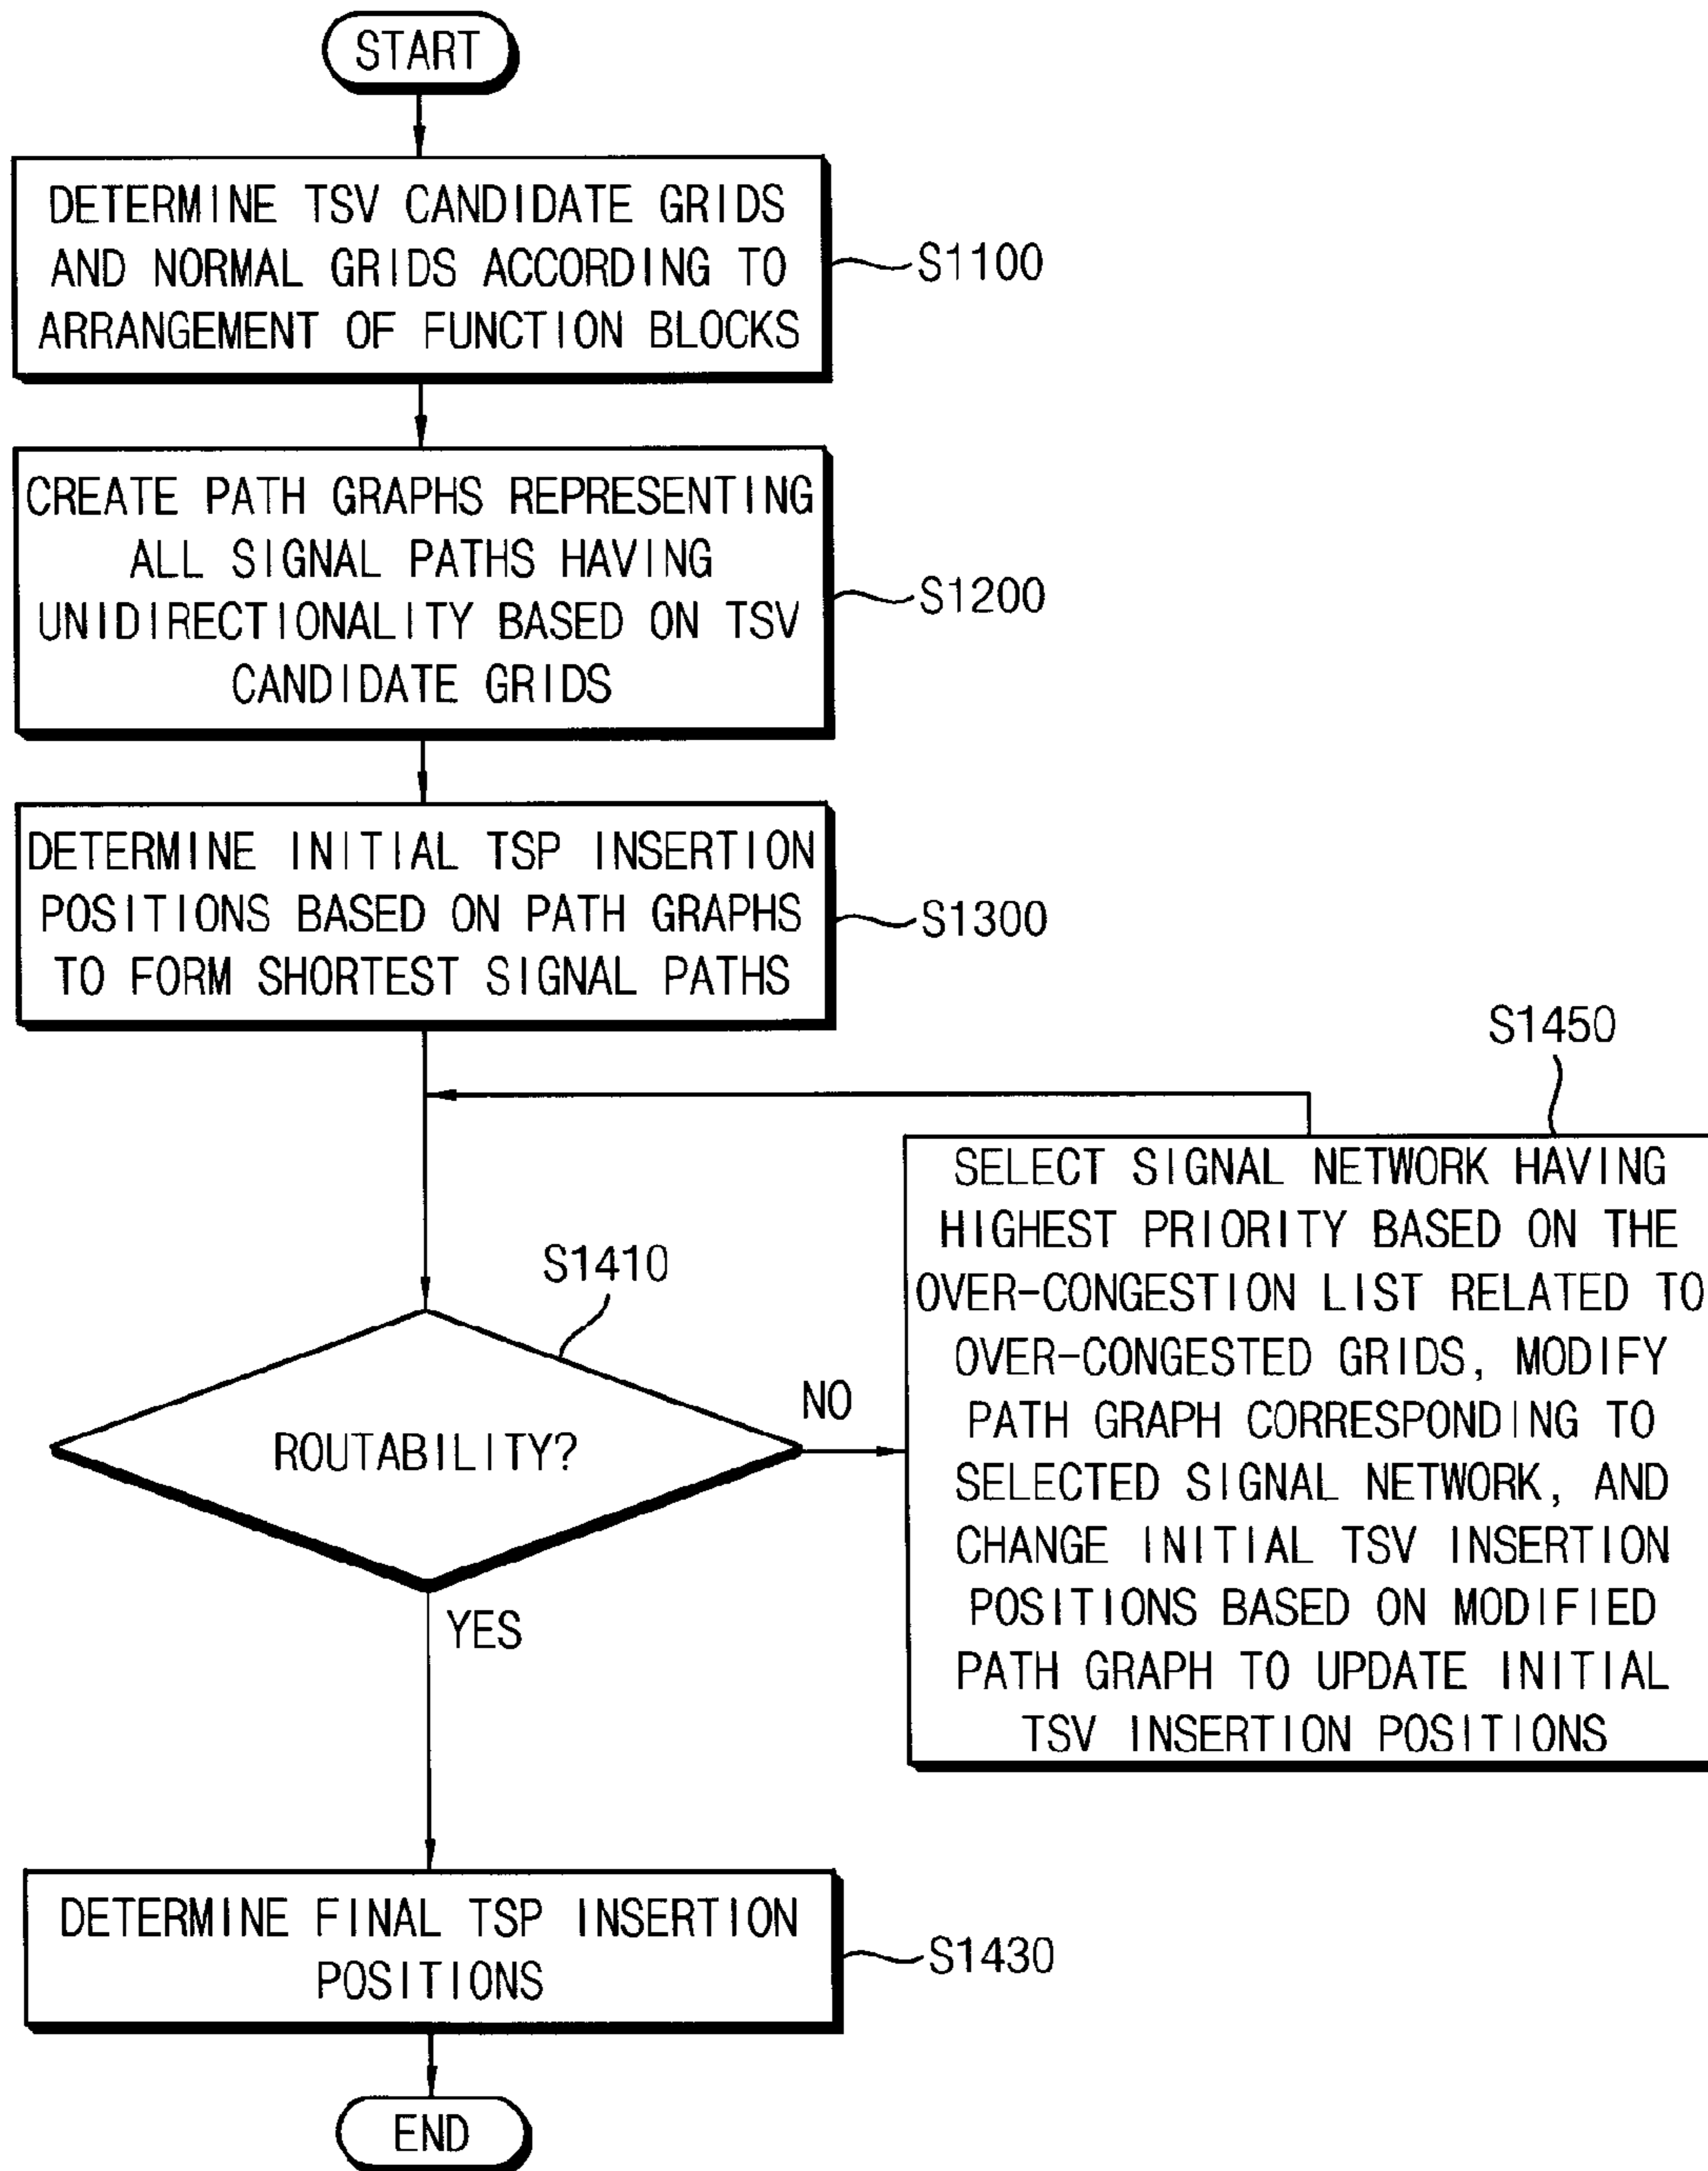 START
DETERMINE TSV CANDIDATE GRIDS
AND NORMAL GRIDS ACCORDING TO
ARRANGEMENT OF FUNCTION BLOCKS
S1100
CREATE PATH GRAPHS REPRESENTING
ALL SIGNAL PATHS HAVING
UNIDIRECTIONALITY BASED ON TSV
CANDIDATE GRIDS
S1200
DETERMINE INITIAL TSP INSERTION
POSITIONS BASED ON PATH GRAPHS
TO FORM SHORTEST SIGNAL PATHS
S1300
S1450
SELECT SIGNAL NETWORK HAVING
HIGHEST PRIORITY BASED ON THE
OVER-CONGESTION LIST RELATED TO
OVER-CONGESTED GRIDS, MODIFY
PATH GRAPH CORRESPONDING TO
SELECTED SIGNAL NETWORK, AND
CHANGE INITIAL TSV INSERTION
POSITIONS BASED ON MODIFIED
PATH GRAPH TO UPDATE INITIAL
TSV INSERTION POSITIONS
S1410
ROUTABILITY?
NO
YES
DETERMINE FINAL TSP INSERTION
POSITIONS
S1430
END